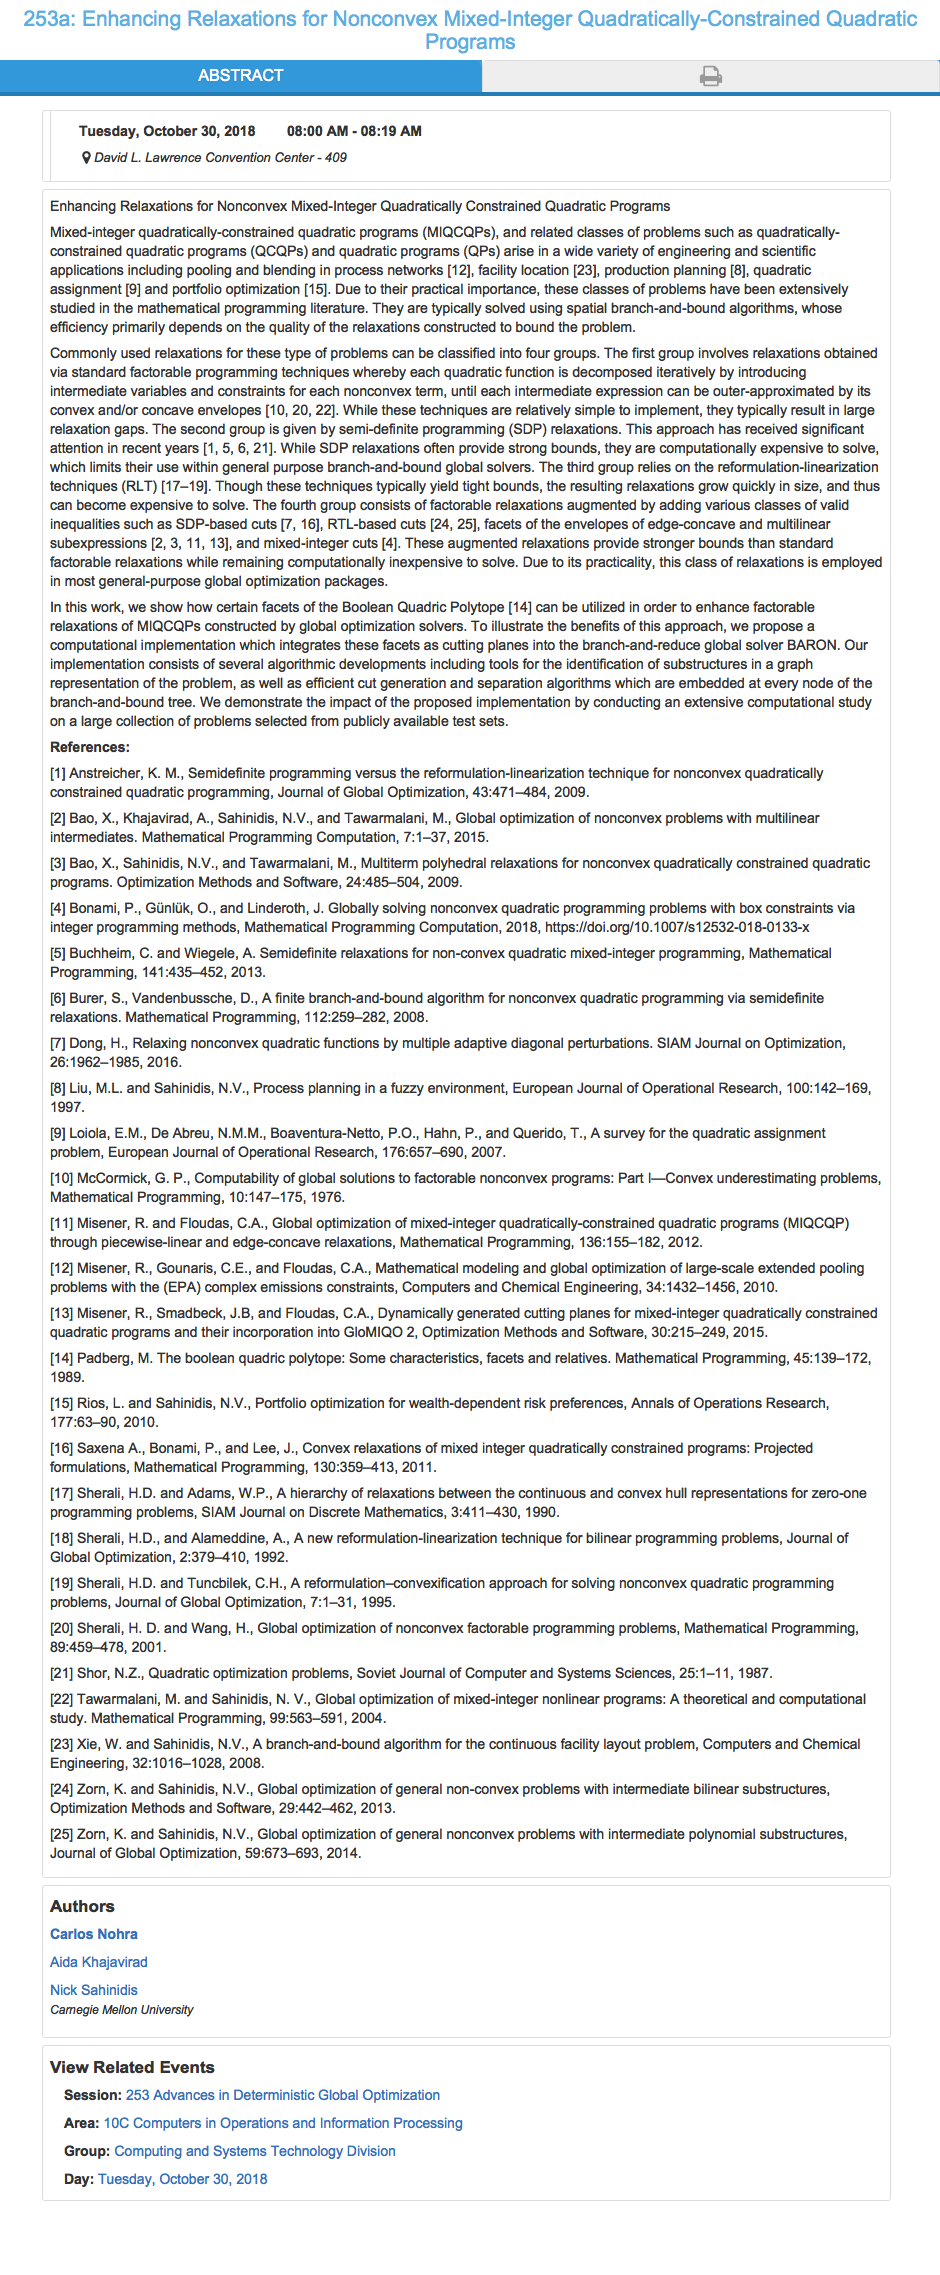 253a: Enhancing Relaxations for Nonconvex Mixed-Integer Quadratically-Constrained Quadratic
Programs
ABSTRACT
Tuesday, October 30, 2018 08:00 AM - 08:19 AM
David L. Lawrence Convention Center - 409
Enhancing Relaxations for Nonconvex Mixed-Integer Quadratically Constrained Quadratic Programs
Mixed-integer quadratically-constrained quadratic programs (MIQCQPs), and related classes of problems such as quadratically-
constrained quadratic programs (QCQPs) and quadratic programs (QPs) arise in a wide variety of engineering and scientific
applications including pooling and blending in process networks [12], facility location [23], production planning [8], quadratic
assignment [9] and portfolio optimization [15]. Due to their practical importance, these classes of problems have been extensively
studied in the mathematical programming literature. They are typically solved using spatial branch-and-bound algorithms, whose
efficiency primarily depends on the quality of the relaxations constructed to bound the problem.
Commonly used relaxations for these type of problems can be classified into four groups. The first group involves relaxations obtained
via standard factorable programming techniques whereby each quadratic function is decomposed iteratively by introducing
intermediate variables and constraints for each nonconvex term, until each intermediate expression can be outer-approximated by its
convex and/or concave envelopes [10, 20, 22]. While these techniques are relatively simple to implement, they typically result in large
relaxation gaps. The second group is given by semi-definite programming (SDP) relaxations. This approach has received significant
attention in recent years [1, 5, 6, 21]. While SDP relaxations often provide strong bounds, they are computationally expensive to solve,
which limits their use within general purpose branch-and-bound global solvers. The third group relies on the reformulation-linearization
techniques (RLT) [17–19]. Though these techniques typically yield tight bounds, the resulting relaxations grow quickly in size, and thus
can become expensive to solve. The fourth group consists of factorable relaxations augmented by adding various classes of valid
inequalities such as SDP-based cuts [7, 16], RTL-based cuts [24, 25], facets of the envelopes of edge-concave and multilinear
subexpressions [2, 3, 11, 13], and mixed-integer cuts [4]. These augmented relaxations provide stronger bounds than standard
factorable relaxations while remaining computationally inexpensive to solve. Due to its practicality, this class of relaxations is employed
in most general-purpose global optimization packages.
In this work, we show how certain facets of the Boolean Quadric Polytope [14] can be utilized in order to enhance factorable
relaxations of MIQCQPs constructed by global optimization solvers. To illustrate the benefits of this approach, we propose a
computational implementation which integrates these facets as cutting planes into the branch-and-reduce global solver BARON. Our
implementation consists of several algorithmic developments including tools for the identification of substructures in a graph
representation of the problem, as well as efficient cut generation and separation algorithms which are embedded at every node of the
branch-and-bound tree. We demonstrate the impact of the proposed implementation by conducting an extensive computational study
on a large collection of problems selected from publicly available test sets.
References:
[1] Anstreicher, K. M., Semidefinite programming versus the reformulation-linearization technique for nonconvex quadratically
constrained quadratic programming, Journal of Global Optimization, 43:471–484, 2009.
[2] Bao, X., Khajavirad, A., Sahinidis, N.V., and Tawarmalani, M., Global optimization of nonconvex problems with multilinear
intermediates. Mathematical Programming Computation, 7:1–37, 2015.
[3] Bao, X., Sahinidis, N.V., and Tawarmalani, M., Multiterm polyhedral relaxations for nonconvex quadratically constrained quadratic
programs. Optimization Methods and Software, 24:485–504, 2009.
[4] Bonami, P., Günlük, O., and Linderoth, J. Globally solving nonconvex quadratic programming problems with box constraints via
integer programming methods, Mathematical Programming Computation, 2018, https://doi.org/10.1007/s12532-018-0133-x
[5] Buchheim, C. and Wiegele, A. Semidefinite relaxations for non-convex quadratic mixed-integer programming, Mathematical
Programming, 141:435–452, 2013.
[6] Burer, S., Vandenbussche, D., A finite branch-and-bound algorithm for nonconvex quadratic programming via semidefinite
relaxations. Mathematical Programming, 112:259–282, 2008.
[7] Dong, H., Relaxing nonconvex quadratic functions by multiple adaptive diagonal perturbations. SIAM Journal on Optimization,
26:1962–1985, 2016.
[8] Liu, M.L. and Sahinidis, N.V., Process planning in a fuzzy environment, European Journal of Operational Research, 100:142–169,
1997.
[9] Loiola, E.M., De Abreu, N.M.M., Boaventura-Netto, P.O., Hahn, P., and Querido, T., A survey for the quadratic assignment
problem, European Journal of Operational Research, 176:657–690, 2007.
[10] McCormick, G. P., Computability of global solutions to factorable nonconvex programs: Part I—Convex underestimating problems,
Mathematical Programming, 10:147–175, 1976.
[11] Misener, R. and Floudas, C.A., Global optimization of mixed-integer quadratically-constrained quadratic programs (MIQCQP)
through piecewise-linear and edge-concave relaxations, Mathematical Programming, 136:155–182, 2012.
[12] Misener, R., Gounaris, C.E., and Floudas, C.A., Mathematical modeling and global optimization of large-scale extended pooling
problems with the (EPA) complex emissions constraints, Computers and Chemical Engineering, 34:1432–1456, 2010.
[13] Misener, R., Smadbeck, J.B, and Floudas, C.A., Dynamically generated cutting planes for mixed-integer quadratically constrained
quadratic programs and their incorporation into GloMIQO 2, Optimization Methods and Software, 30:215–249, 2015.
[14] Padberg, M. The boolean quadric polytope: Some characteristics, facets and relatives. Mathematical Programming, 45:139–172,
1989.
[15] Rios, L. and Sahinidis, N.V., Portfolio optimization for wealth-dependent risk preferences, Annals of Operations Research,
177:63–90, 2010.
[16] Saxena A., Bonami, P., and Lee, J., Convex relaxations of mixed integer quadratically constrained programs: Projected
formulations, Mathematical Programming, 130:359–413, 2011.
[17] Sherali, H.D. and Adams, W.P., A hierarchy of relaxations between the continuous and convex hull representations for zero-one
programming problems, SIAM Journal on Discrete Mathematics, 3:411–430, 1990.
[18] Sherali, H.D., and Alameddine, A., A new reformulation-linearization technique for bilinear programming problems, Journal of
Global Optimization, 2:379–410, 1992.
[19] Sherali, H.D. and Tuncbilek, C.H., A reformulation–convexification approach for solving nonconvex quadratic programming
problems, Journal of Global Optimization, 7:1–31, 1995.
[20] Sherali, H. D. and Wang, H., Global optimization of nonconvex factorable programming problems, Mathematical Programming,
89:459–478, 2001.
[21] Shor, N.Z., Quadratic optimization problems, Soviet Journal of Computer and Systems Sciences, 25:1–11, 1987.
[22] Tawarmalani, M. and Sahinidis, N. V., Global optimization of mixed-integer nonlinear programs: A theoretical and computational
study. Mathematical Programming, 99:563–591, 2004.
[23] Xie, W. and Sahinidis, N.V., A branch-and-bound algorithm for the continuous facility layout problem, Computers and Chemical
Engineering, 32:1016–1028, 2008.
[24] Zorn, K. and Sahinidis, N.V., Global optimization of general non-convex problems with intermediate bilinear substructures,
Optimization Methods and Software, 29:442–462, 2013.
[25] Zorn, K. and Sahinidis, N.V., Global optimization of general nonconvex problems with intermediate polynomial substructures,
Journal of Global Optimization, 59:673–693, 2014.
Authors
Carlos Nohra
Aida Khajavirad
Nick Sahinidis
Carnegie Mellon University
View Related Events
Session: 253 Advances in Deterministic Global Optimization
Area: 10C Computers in Operations and Information Processing
Group: Computing and Systems Technology Division
Day: Tuesday, October 30, 2018